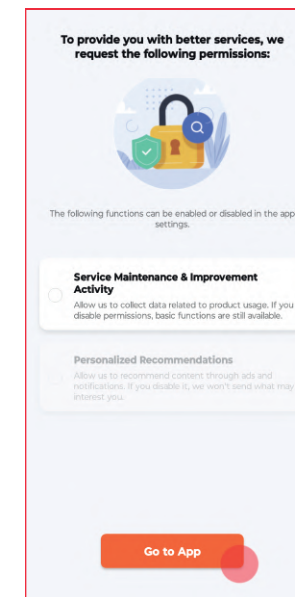 To provide you with better services, we
request the following permissions:
The following functions can be enabled or disabled in the app
settings.
Service Maintenance & Improvement
Activity
Allow us to collect data related to product usage. If you
disable permissions, basic functions are still available.
Personalized Recommendations
Allow us to recommend content through ads and
notifications. If you disable it, we won't send what may
interest you.
Go to App